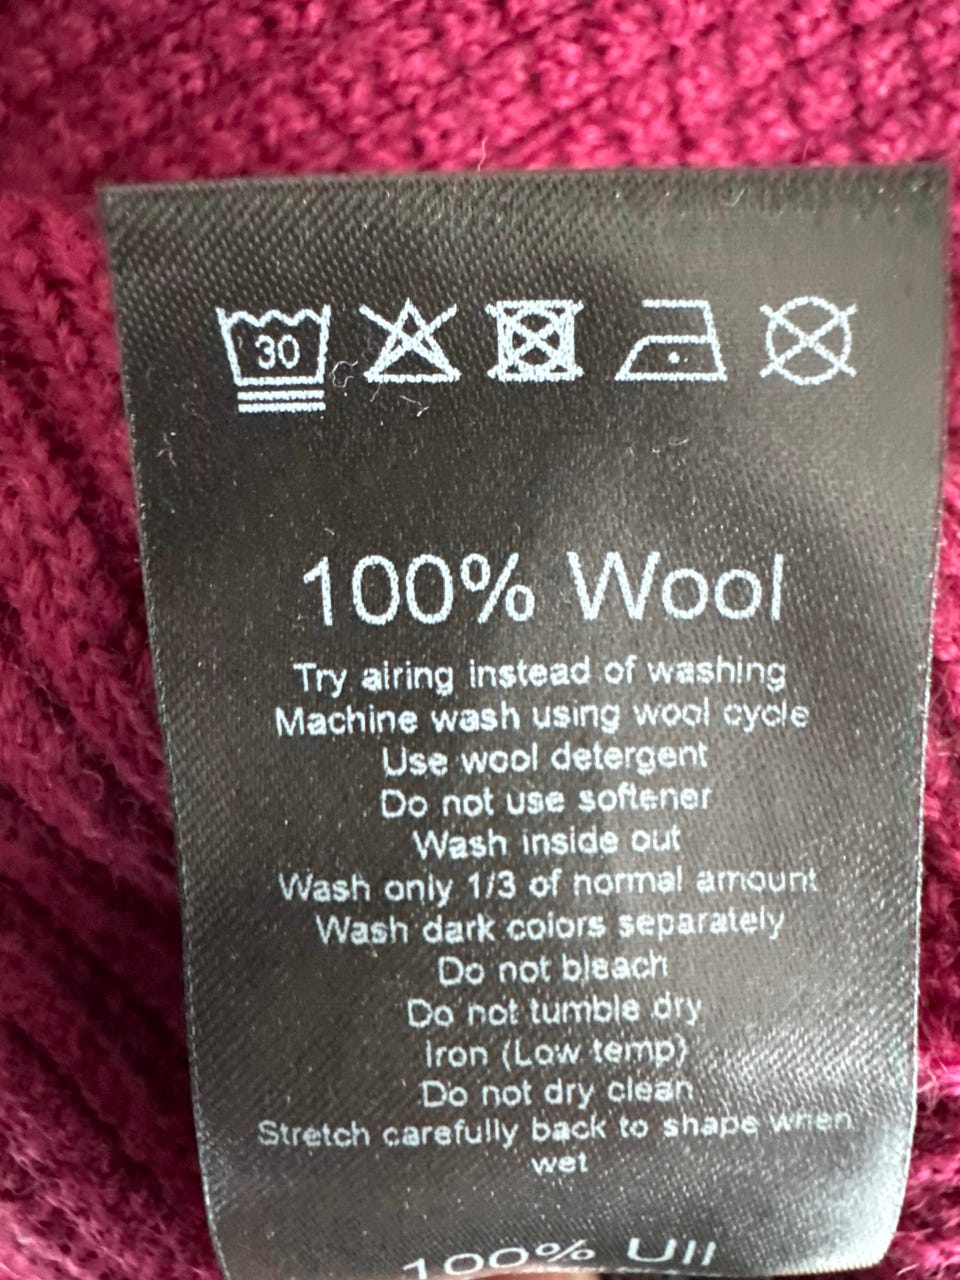 30
100% Wool
Try airing instead of washing
Machine wash using wool cycle
Use wool detergent
Do not use softener
Wash inside out
Wash only 1/3 of normal amount
Wash dark colors separately
Do not bleach
Do not tumble dry
Iron (Low temp)
Do not dry clean
Stretch carefully back to shape when
wet
100% Ull